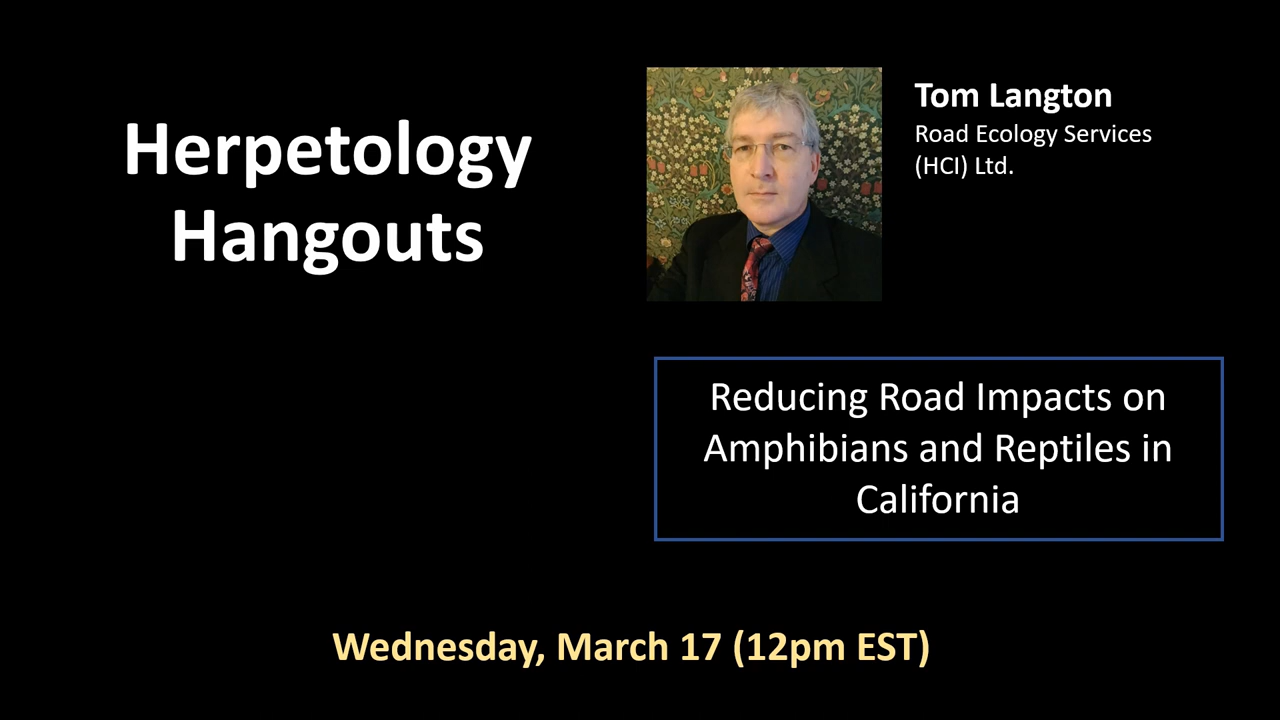 Herpetology
Hangouts
Tom Langton
Road Ecology Services
(HCI) Ltd.
Reducing Road Impacts on
Amphibians and Reptiles in
California
Wednesday, March 17 (12pm EST)